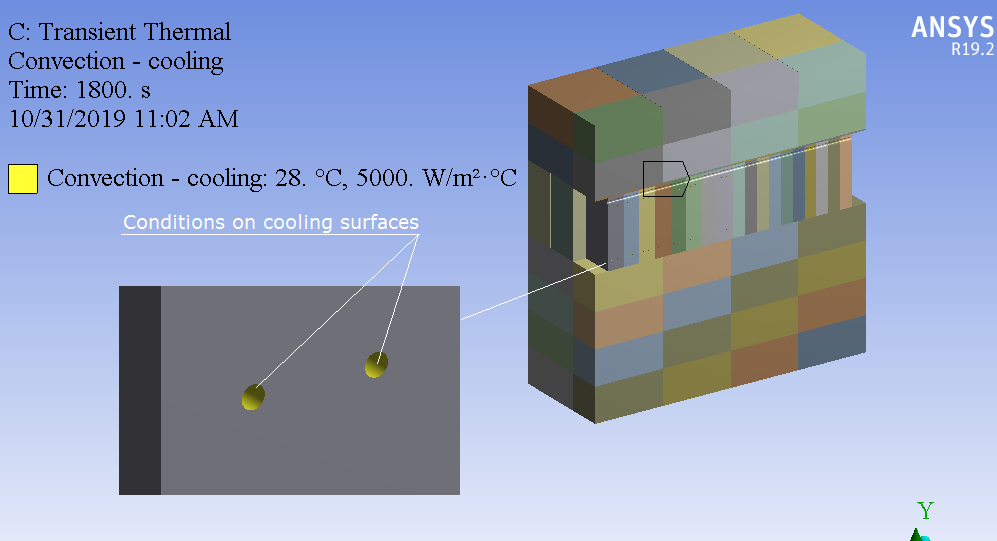 C: Transient Thermal
Convection - cooling
Time: 1800. s
10/31/2019 11:02 AM
ANSYS
R19.2
Convection - cooling: 28. °C, 5000. W/m²·°C
Conditions on cooling surfaces
Y